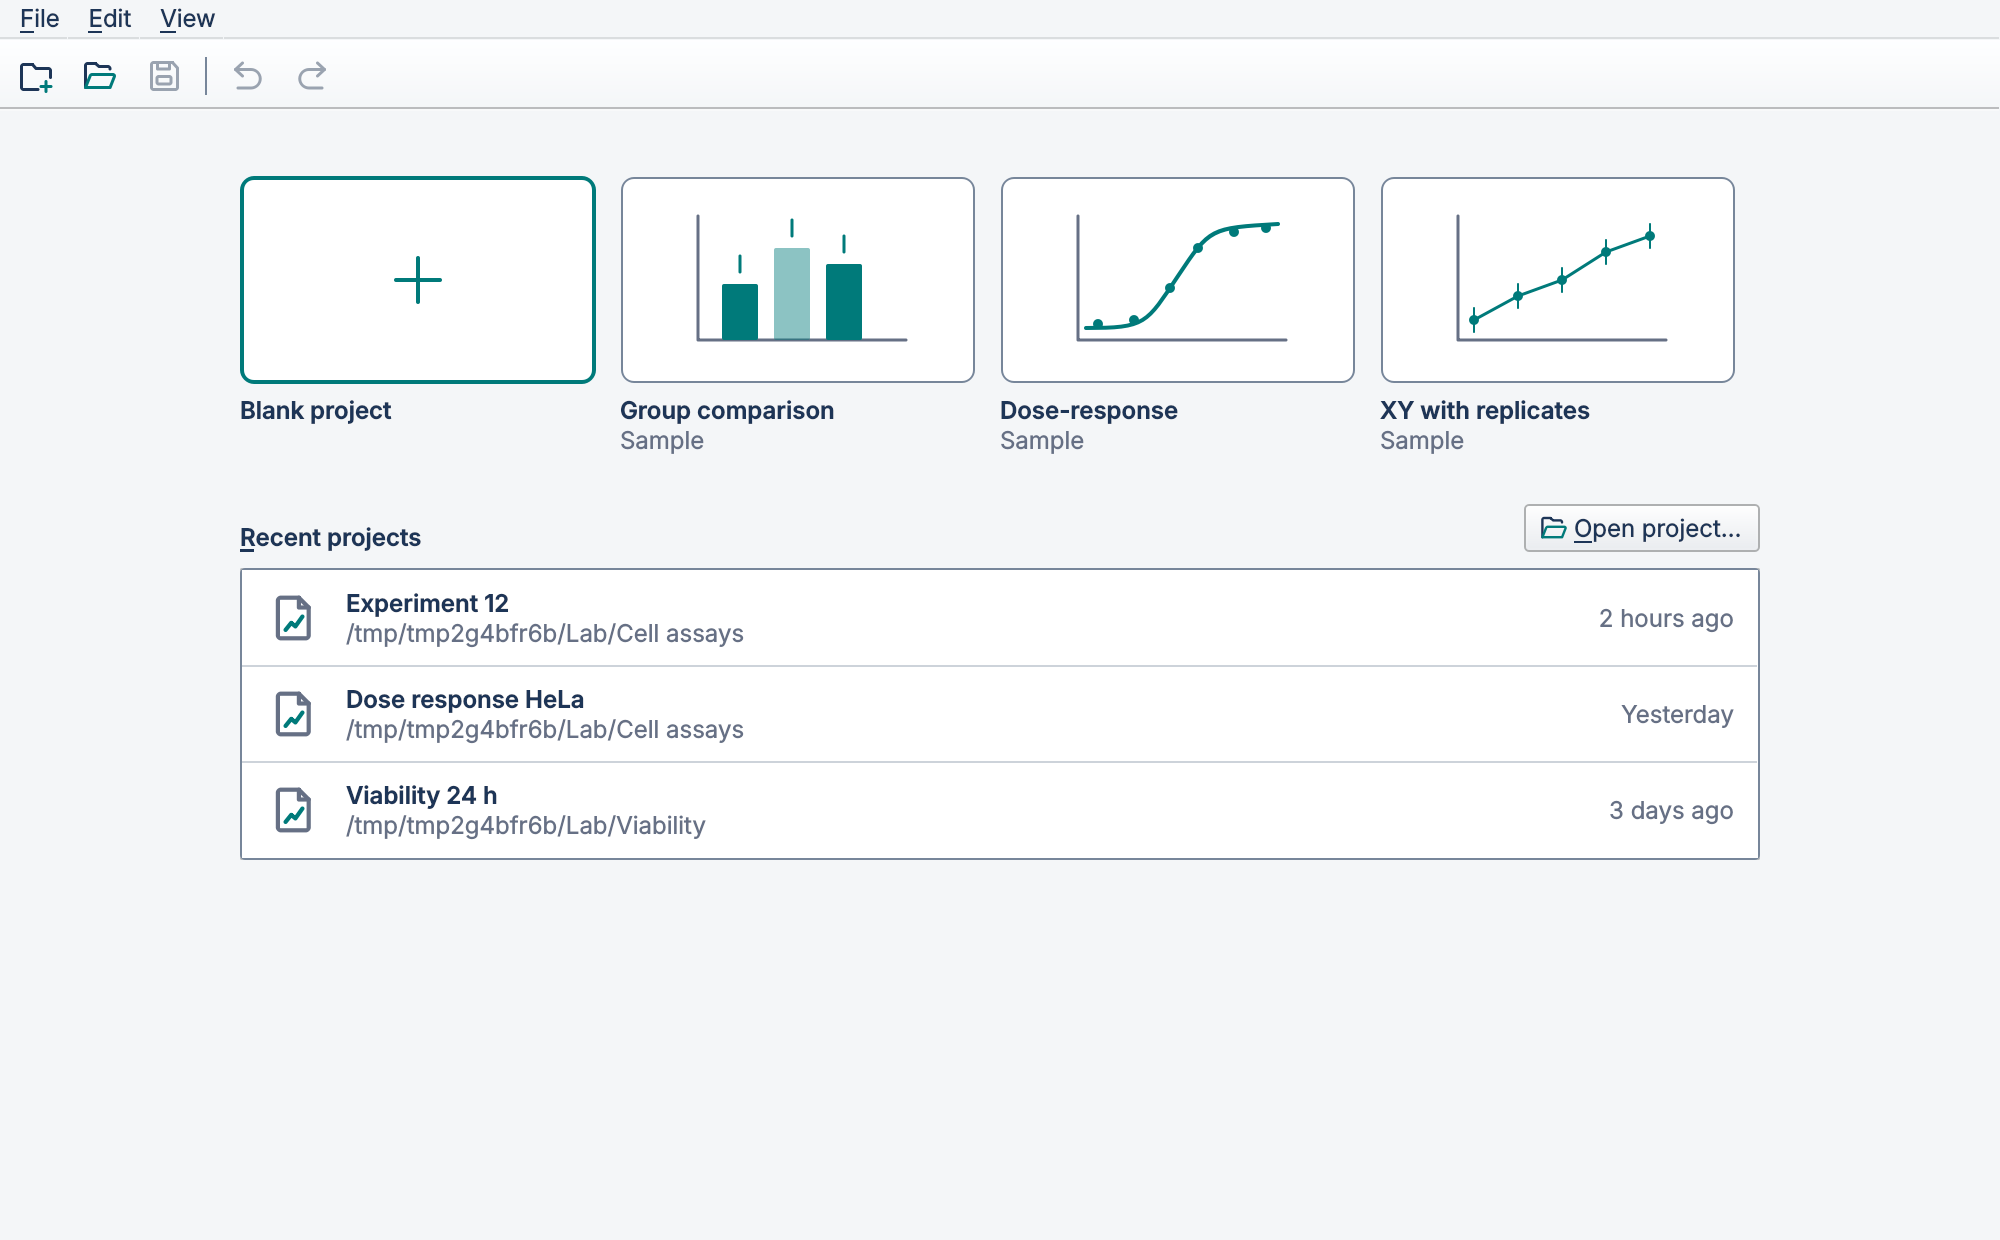 File Edit View
Blank project
Group comparison
Sample
Dose-response
Sample
XY with replicates
Sample
Recent projects
Open project...
Experiment 12
/tmp/tmp2g4bfr6b/Lab/Cell assays
2 hours ago
Dose response HeLa
/tmp/tmp2g4bfr6b/Lab/Cell assays
Yesterday
Viability 24 h
/tmp/tmp2g4bfr6b/Lab/Viability
3 days ago